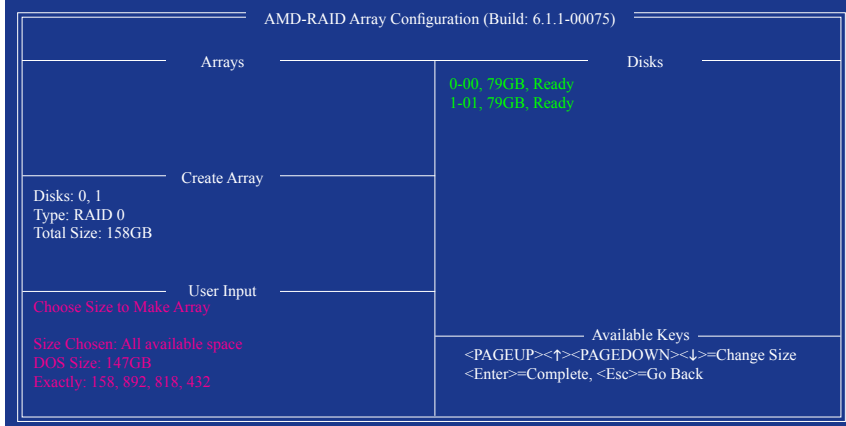 AMD-RAID Array Configuration (Build: 6.1.1-00075)
Arrays
Create Array
Disks: 0, 1
Type: RAID 0
Total Size: 158GB
User Input
Choose Size to Make Array
Size Chosen: All available space
DOS Size: 147GB
Exactly: 158, 892, 818, 432
Disks
0-00, 79GB, Ready
1-01, 79GB, Ready
Available Keys
<PAGEUP><↑><PAGEDOWN><↓>=Change Size
<Enter>=Complete, <Esc>=Go Back